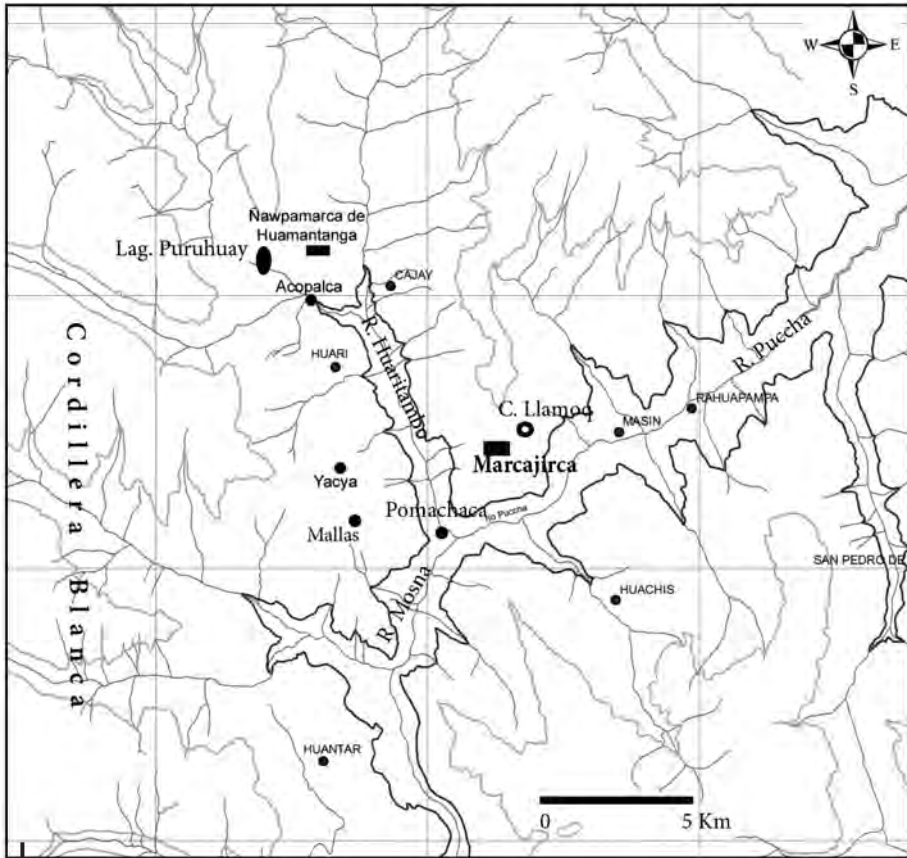 N
W E
S
Ñawpamarca de
Huamantanga
Lag. Puruhuay
Acopalca
CAJAY
R. Huaritambo
HUARI
Cordillera Blanca
R. Puccha
RAHUAPAMPA
C. Llamoq
MASIN
Marcajirca
Yacya
Pomachaca
río Puccha
Mallas
R. Mosna
SAN PEDRO DE
HUACHIS
HUANTAR
0 5 Km